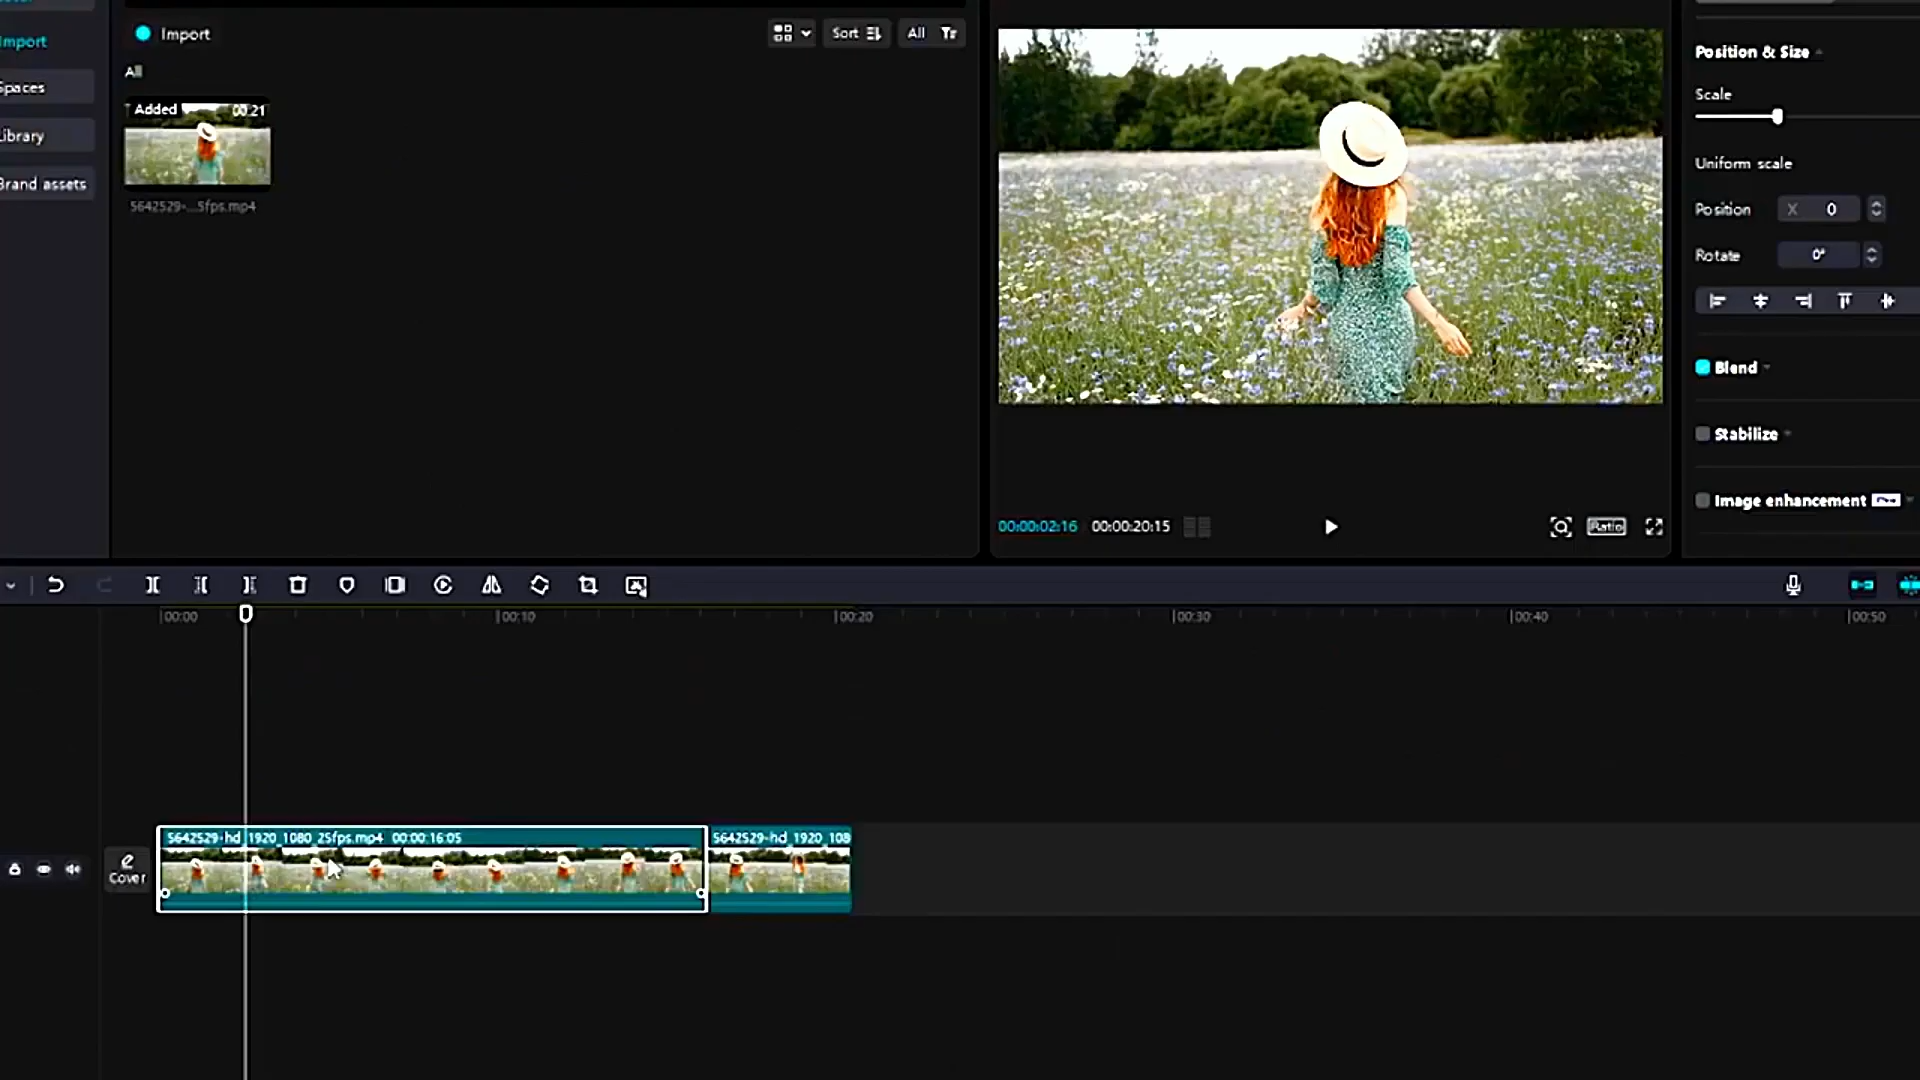 Import
Import
Sort
All
Spaces
All
Added
00:21
Library
Brand assets
5642529-...5fps.mp4
Position & Size
Scale
Uniform scale
Position
X
0
Rotate
0°
Blend
Stabilize
Image enhancement
00:00:02:16
00:00:20:15
Ratio
00:00
00:10
00:20
00:30
00:40
00:50
5642529-hd_1920_1080_25fps.mp4 00:00:16:05
5642529-hd_1920_108
Cover